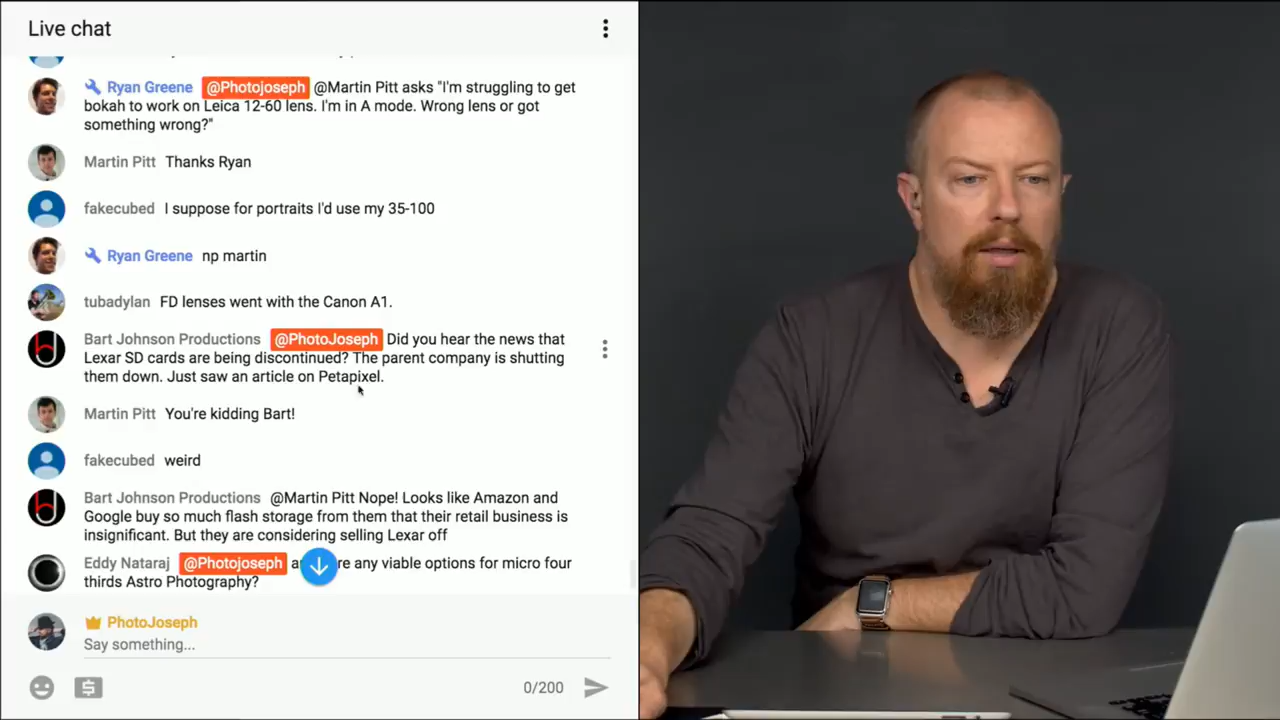 Live chat
Ryan Greene @Photojoseph @Martin Pitt asks "I'm struggling to get
bokah to work on Leica 12-60 lens. I'm in A mode. Wrong lens or got
something wrong?"
Martin Pitt Thanks Ryan
fakecubed I suppose for portraits I'd use my 35-100
Ryan Greene np martin
tubadylan FD lenses went with the Canon A1.
Bart Johnson Productions @PhotoJoseph Did you hear the news that
Lexar SD cards are being discontinued? The parent company is shutting
them down. Just saw an article on Petapixel.
Martin Pitt You're kidding Bart!
fakecubed weird
Bart Johnson Productions @Martin Pitt Nope! Looks like Amazon and
Google buy so much flash storage from them that their retail business is
insignificant. But they are considering selling Lexar off
Eddy Nataraj @Photojoseph any viable options for micro four
thirds Astro Photography?
PhotoJoseph
Say something...
0/200